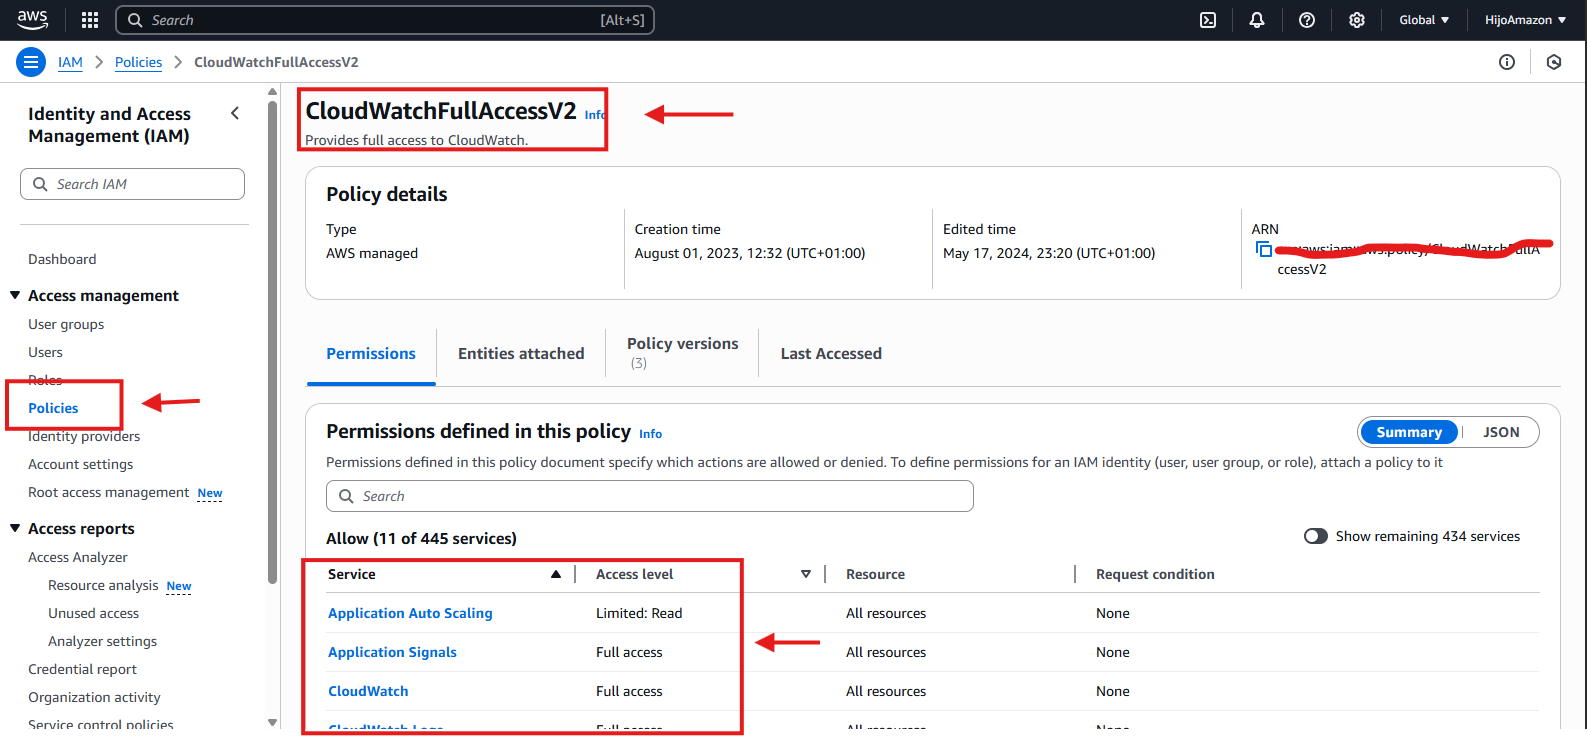 aws
Search [Alt+S]
Global
HijoAmazon
IAM > Policies > CloudWatchFullAccessV2
Identity and Access
Management (IAM)
Search IAM
Dashboard
Access management
User groups
Users
Roles
Policies
Identity providers
Account settings
Root access management New
Access reports
Access Analyzer
Resource analysis New
Unused access
Analyzer settings
Credential report
Organization activity
Service control policies
CloudWatchFullAccessV2 Info
Provides full access to CloudWatch.
Policy details
Type
AWS managed
Creation time
August 01, 2023, 12:32 (UTC+01:00)
Edited time
May 17, 2024, 23:20 (UTC+01:00)
ARN
ccessV2
Permissions
Entities attached
Policy versions
(3)
Last Accessed
Permissions defined in this policy Info
Summary JSON
Permissions defined in this policy document specify which actions are allowed or denied. To define permissions for an IAM identity (user, user group, or role), attach a policy to it
Search
Allow (11 of 445 services)
Show remaining 434 services
Service Access level Resource Request condition
Application Auto Scaling Limited: Read All resources None
Application Signals Full access All resources None
CloudWatch Full access All resources None
CloudWatch Logs Full access All resources None